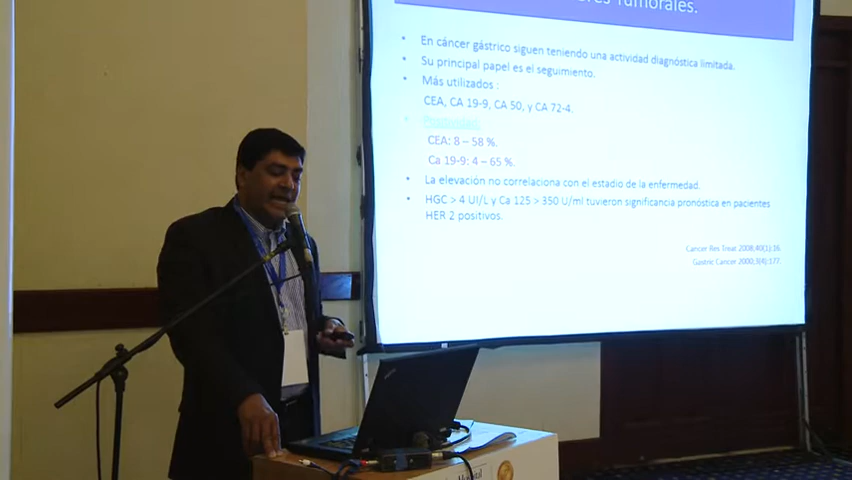 Tumorales.
• En cáncer gástrico siguen teniendo una actividad diagnóstica limitada.
• Su principal papel es el seguimiento.
• Más utilizados :
CEA, CA 19-9, CA 50, y CA 72-4.
•
CEA: 8 – 58 %.
Ca 19-9: 4 – 65 %.
• La elevación no correlaciona con el estadio de la enfermedad.
• HGC > 4 UI/L y Ca 125 > 350 U/ml tuvieron significancia pronóstica en pacientes
HER 2 positivos.
Cancer Res Treat 2008;40(1):16.
Gastric Cancer 2000;3(4):177.